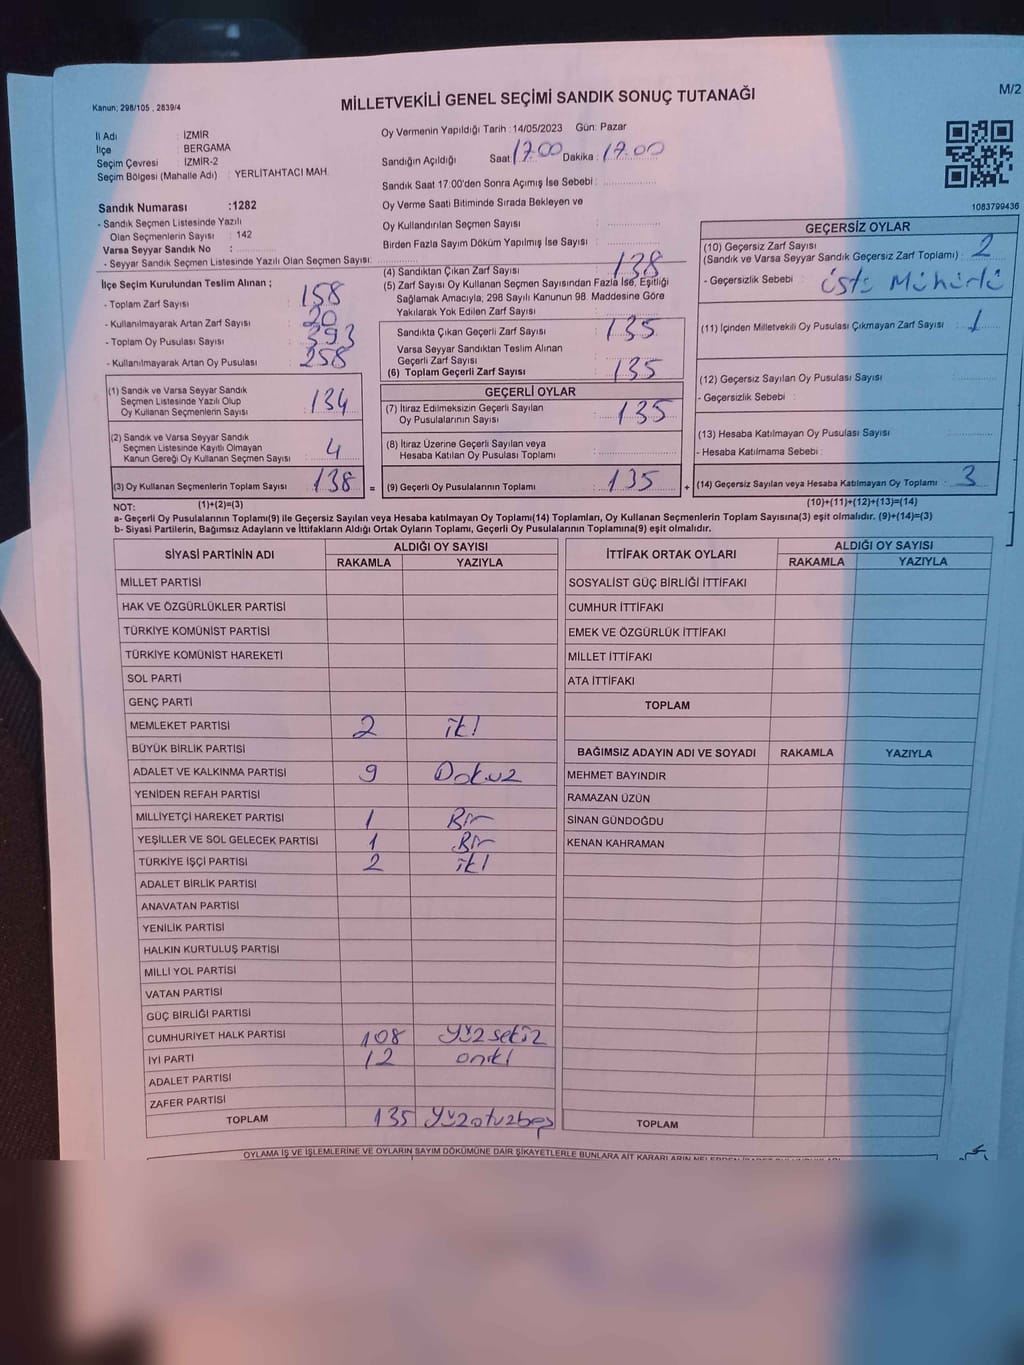 Kanun; 298/105 , 2839/4
MİLLETVEKİLİ GENEL SEÇİMİ SANDIK SONUÇ TUTANAĞI
M/2
İl Adı : İZMİR
İlçe : BERGAMA
Seçim Çevresi : İZMİR-2
Seçim Bölgesi (Mahalle Adı) : YERLİTAHTACI MAH.
Sandık Numarası :1282
- Sandık Seçmen Listesinde Yazılı
Olan Seçmenlerin Sayısı : 142
Varsa Seyyar Sandık No :
- Seyyar Sandık Seçmen Listesinde Yazılı Olan Seçmen Sayısı:
Oy Vermenin Yapıldığı Tarih :14/05/2023 Gün: Pazar
Sandığın Açıldığı Saat 17.00 Dakika : 17.00
Sandık Saat 17.00'den Sonra Açımış İse Sebebi :
Oy Verme Saati Bitiminde Sırada Bekleyen ve
Oy Kullandırılan Seçmen Sayısı :
Birden Fazla Sayım Döküm Yapılmış İse Sayısı :
1083799436
İlçe Seçim Kurulundan Teslim Alınan ;
- Toplam Zarf Sayısı : 158
- Kullanılmayarak Artan Zarf Sayısı : 20
- Toplam Oy Pusulası Sayısı : 393
- Kullanılmayarak Artan Oy Pusulası : 258
(1) Sandık ve Varsa Seyyar Sandık
Seçmen Listesinde Yazılı Olup
Oy Kullanan Seçmenlerin Sayısı : 134
(2) Sandık ve Varsa Seyyar Sandık
Seçmen Listesinde Kayıtlı Olmayan
Kanun Gereği Oy Kullanan Seçmen Sayısı : 4
(3) Oy Kullanan Seçmenlerin Toplam Sayısı : 138 =
(1)+(2)=(3)
(4) Sandıktan Çıkan Zarf Sayısı : 138
(5) Zarf Sayısı Oy Kullanan Seçmen Sayısından Fazla İse, Eşitliği
Sağlamak Amacıyla, 298 Sayılı Kanunun 98. Maddesine Göre
Yakılarak Yok Edilen Zarf Sayısı :
Sandıkta Çıkan Geçerli Zarf Sayısı : 135
Varsa Seyyar Sandıktan Teslim Alınan
Geçerli Zarf Sayısı :
(6) Toplam Geçerli Zarf Sayısı : 135
GEÇERLİ OYLAR
(7) İtiraz Edilmeksizin Geçerli Sayılan
Oy Pusulalarının Sayısı : 135
(8) İtiraz Üzerine Geçerli Sayılan veya
Hesaba Katılan Oy Pusulası Toplamı :
(9) Geçerli Oy Pusulalarının Toplamı : 135 +
GEÇERSİZ OYLAR
(10) Geçersiz Zarf Sayısı
(Sandık ve Varsa Seyyar Sandık Geçersiz Zarf Toplamı) : 2
- Geçersizlik Sebebi : üstü Mühürlü
(11) İçinden Milletvekili Oy Pusulası Çıkmayan Zarf Sayısı : 1
(12) Geçersiz Sayılan Oy Pusulası Sayısı :
- Geçersizlik Sebebi :
(13) Hesaba Katılmayan Oy Pusulası Sayısı :
- Hesaba Katılmama Sebebi :
(14) Geçersiz Sayılan veya Hesaba Katılmayan Oy Toplamı : 3
(10)+(11)+(12)+(13)=(14)
NOT:
a- Geçerli Oy Pusulalarının Toplamı(9) ile Geçersiz Sayılan veya Hesaba katılmayan Oy Toplamı(14) Toplamları, Oy Kullanan Seçmenlerin Toplam Sayısına(3) eşit olmalıdır. (9)+(14)=(3)
b- Siyasi Partilerin, Bağımsız Adayların ve İttifakların Aldığı Ortak Oyların Toplamı, Geçerli Oy Pusulalarının Toplamına(9) eşit olmalıdır.
SİYASİ PARTİNİN ADI ALDIĞI OY SAYISI
RAKAMLA YAZIYLA
MİLLET PARTİSİ
HAK VE ÖZGÜRLÜKLER PARTİSİ
TÜRKİYE KOMÜNİST PARTİSİ
TÜRKİYE KOMÜNİST HAREKETİ
SOL PARTİ
GENÇ PARTİ
MEMLEKET PARTİSİ 2 iki
BÜYÜK BİRLİK PARTİSİ
ADALET VE KALKINMA PARTİSİ 9 Dokuz
YENİDEN REFAH PARTİSİ
MİLLİYETÇİ HAREKET PARTİSİ 1 Bir
YEŞİLLER VE SOL GELECEK PARTİSİ 1 Bir
TÜRKİYE İŞÇİ PARTİSİ 2 iki
ADALET BİRLİK PARTİSİ
ANAVATAN PARTİSİ
YENİLİK PARTİSİ
HALKIN KURTULUŞ PARTİSİ
MİLLİ YOL PARTİSİ
VATAN PARTİSİ
GÜÇ BİRLİĞİ PARTİSİ
CUMHURİYET HALK PARTİSİ 108 Yüzsekiz
İYİ PARTİ 12 oniki
ADALET PARTİSİ
ZAFER PARTİSİ
TOPLAM 135 Yüzotuzbeş
İTTİFAK ORTAK OYLARI ALDIĞI OY SAYISI
RAKAMLA YAZIYLA
SOSYALİST GÜÇ BİRLİĞİ İTTİFAKI
CUMHUR İTTİFAKI
EMEK VE ÖZGÜRLÜK İTTİFAKI
MİLLET İTTİFAKI
ATA İTTİFAKI
TOPLAM
BAĞIMSIZ ADAYIN ADI VE SOYADI RAKAMLA YAZIYLA
MEHMET BAYINDIR
RAMAZAN ÜZÜN
SİNAN GÜNDOĞDU
KENAN KAHRAMAN
TOPLAM
OYLAMA İŞ VE İŞLEMLERİNE VE OYLARIN SAYIM DÖKÜMÜNE DAİR ŞİKAYETLERLE BUNLARA AİT KARARLARIN